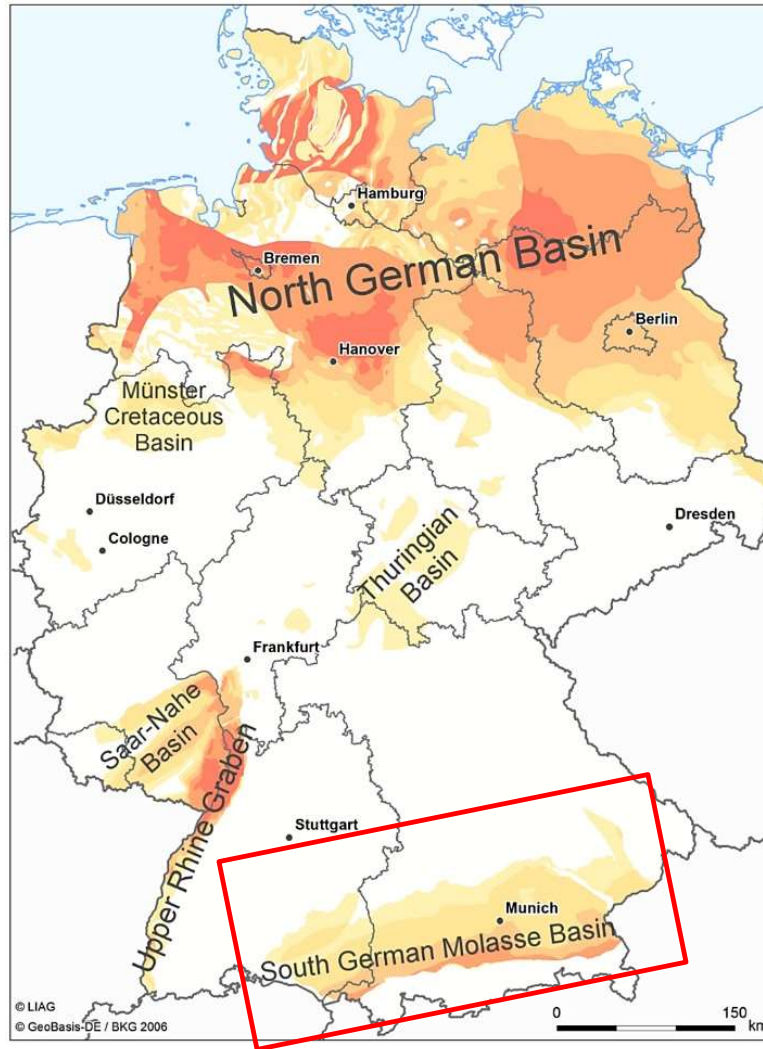 Hamburg
Bremen
North German Basin
Berlin
Hanover
Münster
Cretaceous
Basin
Düsseldorf
Cologne
Dresden
Thuringian
Basin
Frankfurt
Saar-Nahe
Basin
Upper Rhine Graben
Stuttgart
Munich
South German Molasse Basin
© LIAG
© GeoBasis-DE / BKG 2006
0 150
km